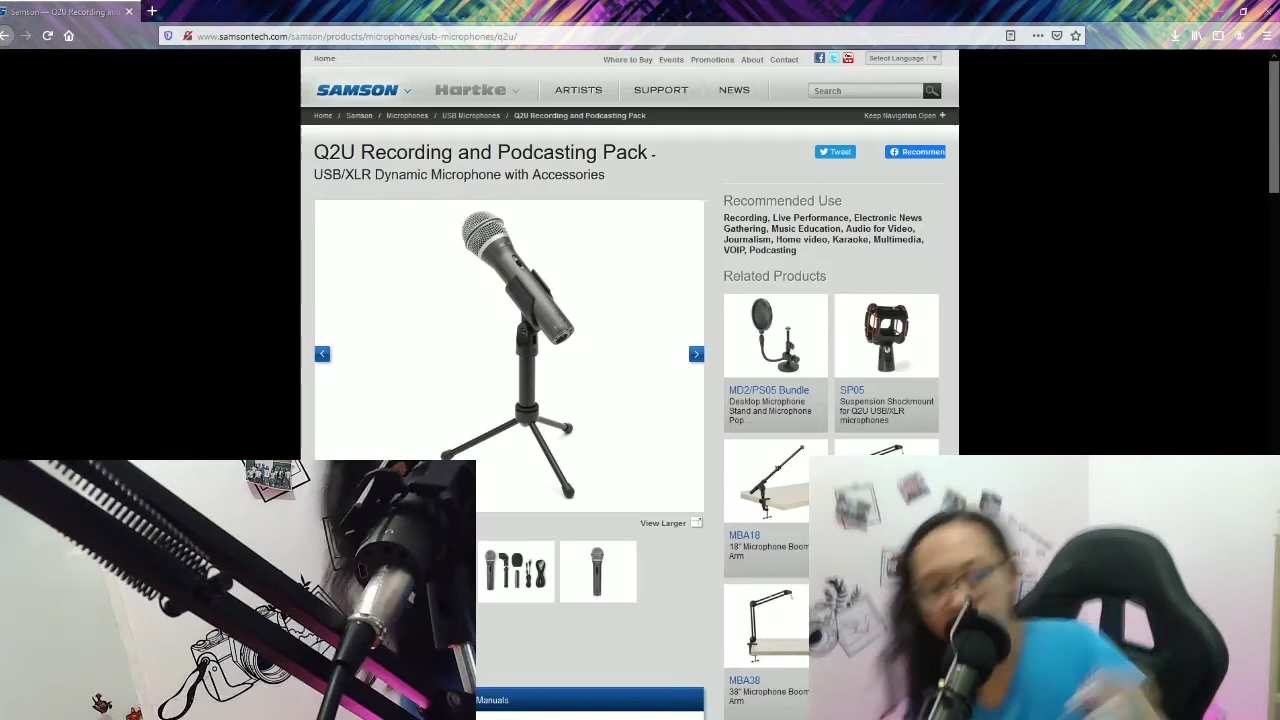 Samson — Q2U Recording and
www.samsontech.com/samson/products/microphones/usb-microphones/q2u/
Home
Where to Buy Events Promotions About Contact
You
Select Language
SAMSON Hartke ARTISTS SUPPORT NEWS
Search
Home / Samson / Microphones / USB Microphones / Q2U Recording and Podcasting Pack
Keep Navigation Open +
Q2U Recording and Podcasting Pack -
USB/XLR Dynamic Microphone with Accessories
Tweet
Recommen
Recommended Use
Recording, Live Performance, Electronic News
Gathering, Music Education, Audio for Video,
Journalism, Home video, Karaoke, Multimedia,
VOIP, Podcasting
Related Products
MD2/PS05 Bundle
Desktop Microphone
Stand and Microphone
Pop ...
SP05
Suspension Shockmount
for Q2U USB/XLR
microphones
View Larger
MBA18
18" Microphone Boom
Arm
MBA38
38" Microphone Boom
Arm
Manuals